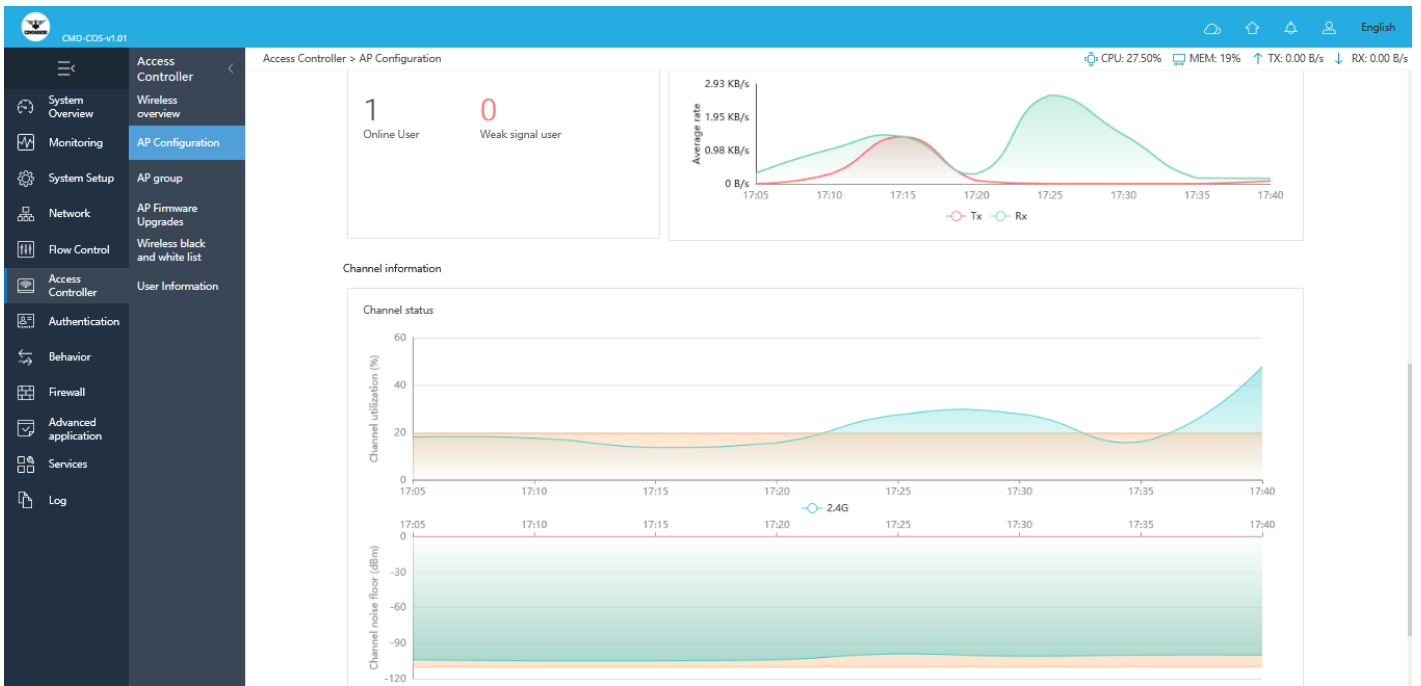 COMMANDO
CMD-COS-v1.01
English
Access Controller > AP Configuration
CPU: 27.50% MEM: 19% TX: 0.00 B/s RX: 0.00 B/s
System
Overview
Monitoring
System Setup
Network
Flow Control
Access
Controller
Authentication
Behavior
Firewall
Advanced
application
Services
Log
Access
Controller
Wireless
overview
AP Configuration
AP group
AP Firmware
Upgrades
Wireless black
and white list
User Information
1
Online User
0
Weak signal user
Average rate
2.93 KB/s
1.95 KB/s
0.98 KB/s
0 B/s
17:05 17:10 17:15 17:20 17:25 17:30 17:35 17:40
Tx Rx
Channel information
Channel status
Channel utilization (%)
60
40
20
0
17:05 17:10 17:15 17:20 17:25 17:30 17:35 17:40
2.4G
17:05 17:10 17:15 17:20 17:25 17:30 17:35 17:40
Channel noise floor (dBm)
0
-30
-60
-90
-120